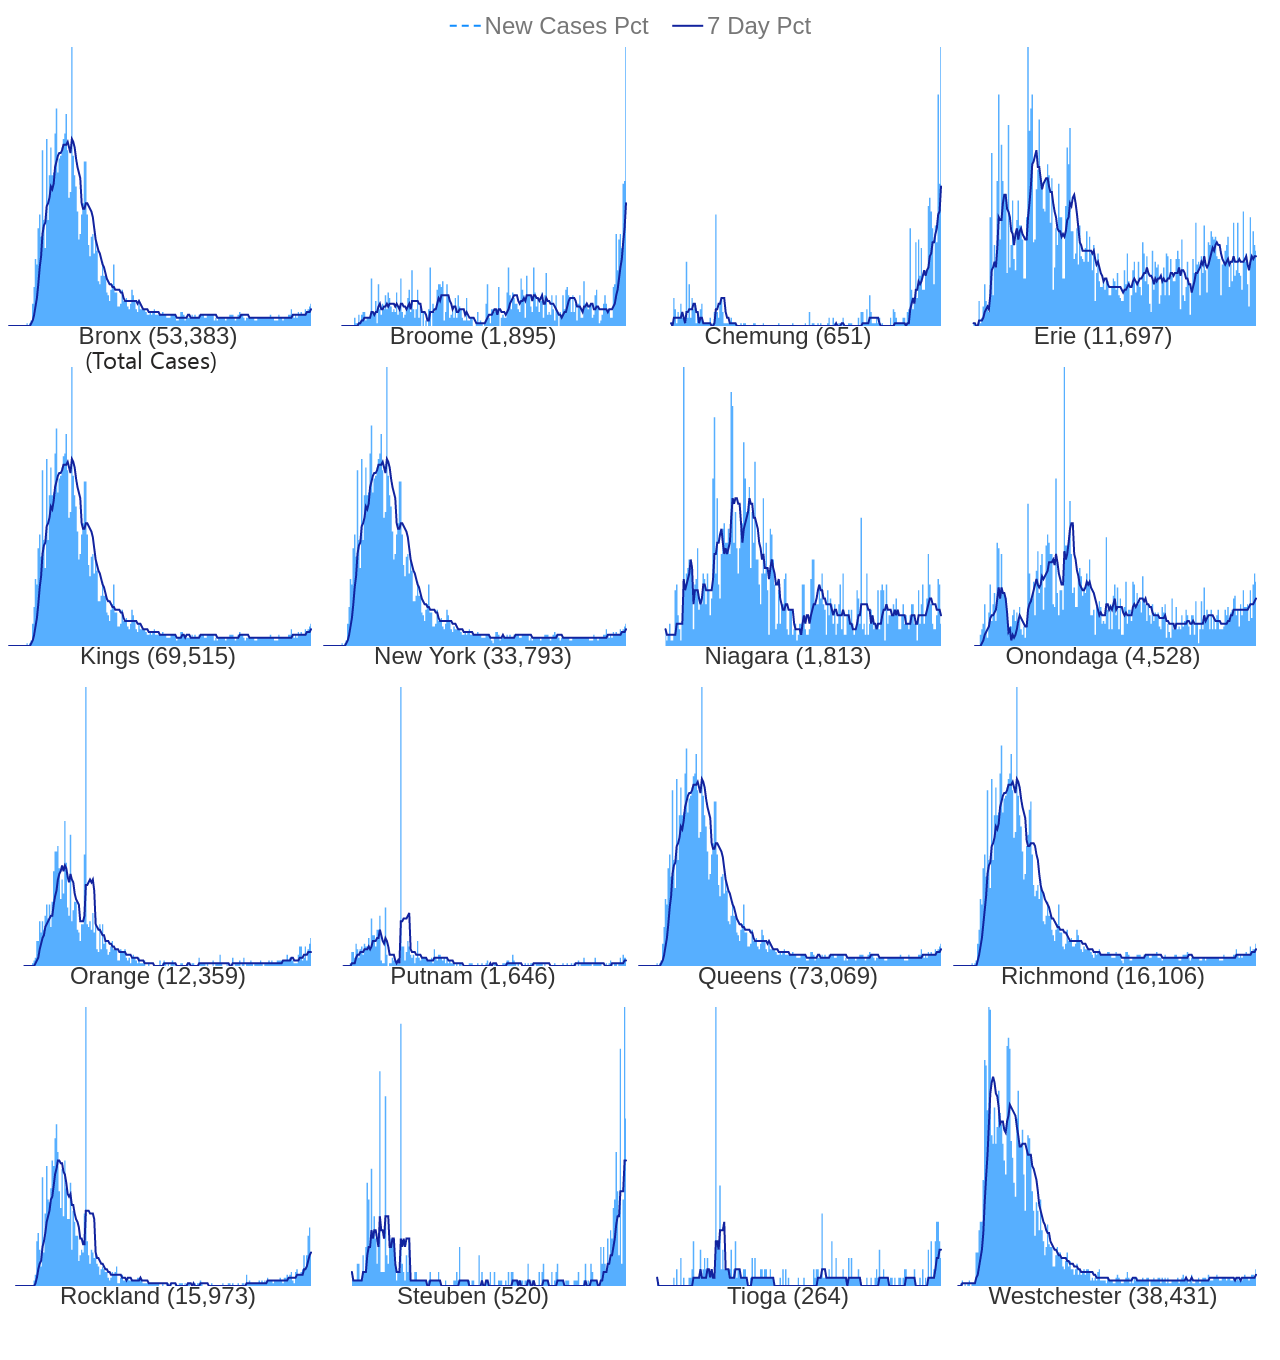 New Cases Pct 7 Day Pct
Bronx (53,383) Broome (1,895) Chemung (651) Erie (11,697)
(Total Cases)
Kings (69,515) New York (33,793) Niagara (1,813) Onondaga (4,528)
Orange (12,359) Putnam (1,646) Queens (73,069) Richmond (16,106)
Rockland (15,973) Steuben (520) Tioga (264) Westchester (38,431)